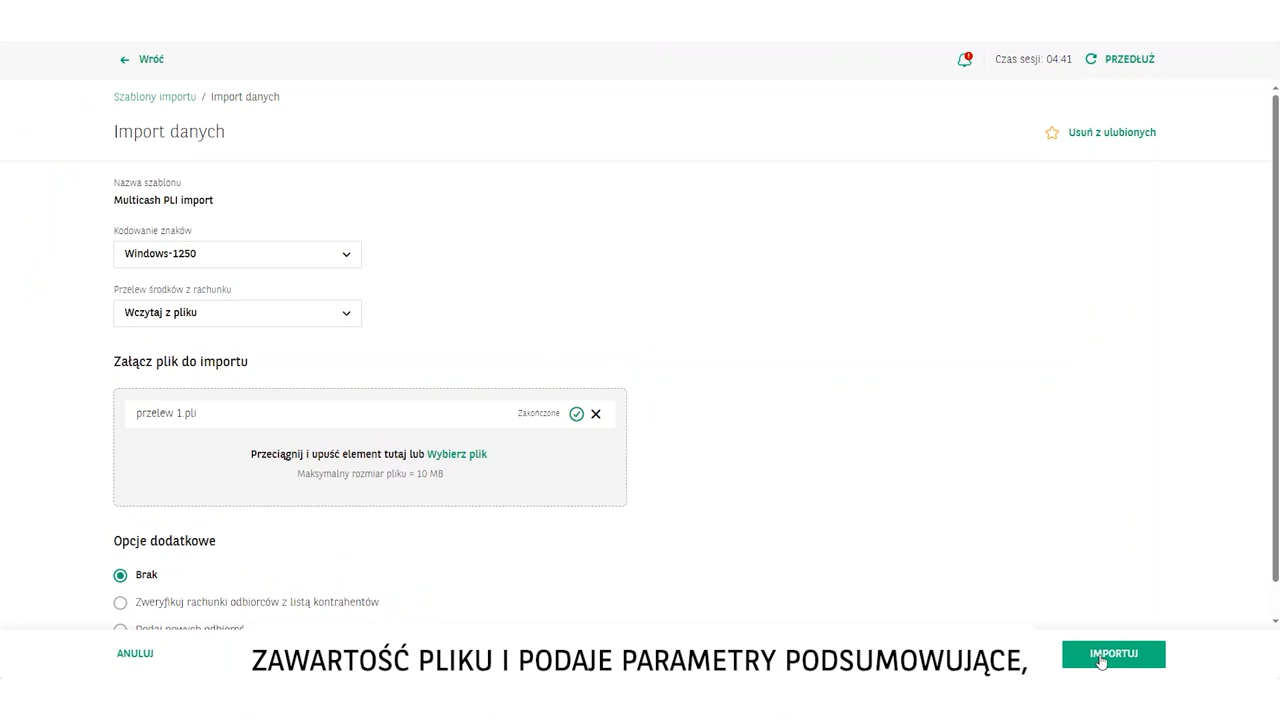 Wróć
Czas sesji: 04:41 PRZEDŁUŻ
Szablony importu / Import danych
Import danych
Usuń z ulubionych
Nazwa szablonu
Multicash PLI import
Kodowanie znaków
Windows-1250
Przelew środków z rachunku
Wczytaj z pliku
Załącz plik do importu
przelew 1.pli Zakończone
Przeciągnij i upuść element tutaj lub Wybierz plik
Maksymalny rozmiar pliku = 10 MB
Opcje dodatkowe
Brak
Zweryfikuj rachunki odbiorców z listą kontrahentów
Dodaj nowych odbiorć
ANULUJ
ZAWARTOŚĆ PLIKU I PODAJE PARAMETRY PODSUMOWUJĄCE,
IMPORTUJ